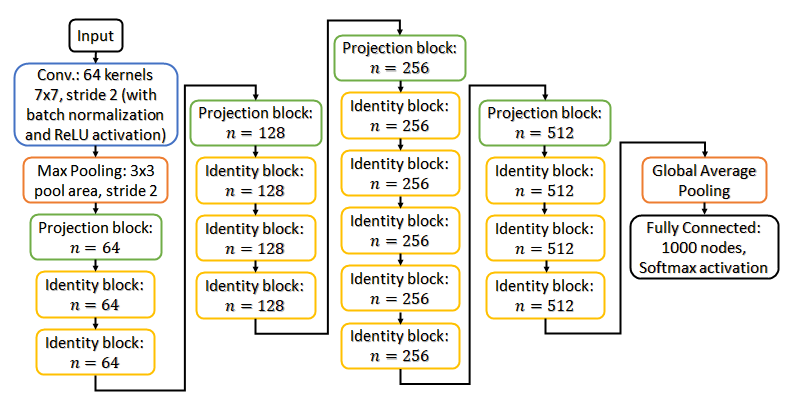 Input
Conv.: 64 kernels
7x7, stride 2 (with
batch normalization
and ReLU activation)
Max Pooling: 3x3
pool area, stride 2
Projection block:
n = 64
Identity block:
n = 64
Identity block:
n = 64
Projection block:
n = 128
Identity block:
n = 128
Identity block:
n = 128
Identity block:
n = 128
Projection block:
n = 256
Identity block:
n = 256
Identity block:
n = 256
Identity block:
n = 256
Identity block:
n = 256
Identity block:
n = 256
Projection block:
n = 512
Identity block:
n = 512
Identity block:
n = 512
Identity block:
n = 512
Global Average
Pooling
Fully Connected:
1000 nodes,
Softmax activation